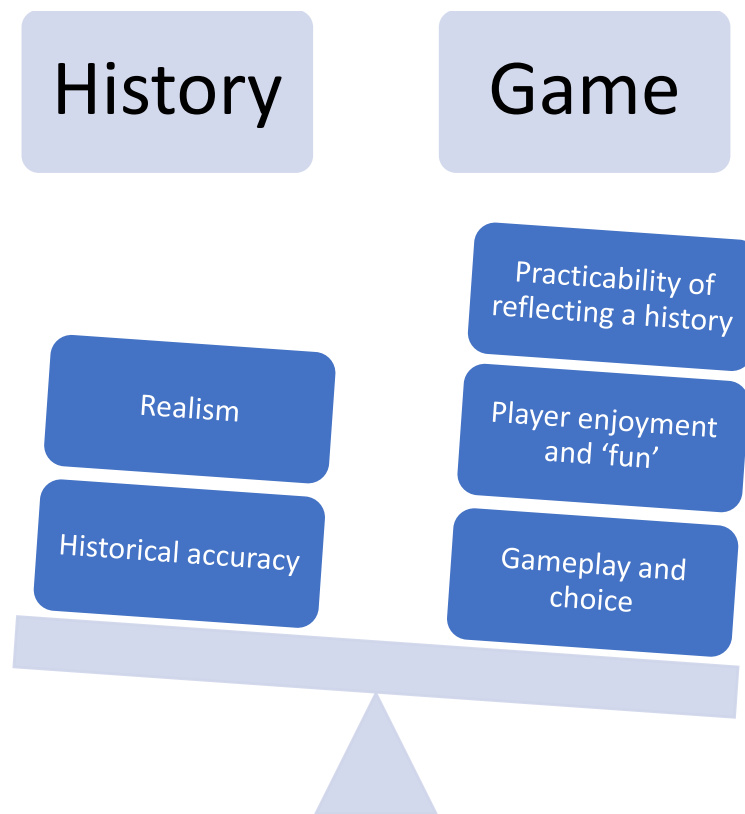 History
Game
Realism
Historical accuracy
Practicability of
reflecting a history
Player enjoyment
and ‘fun’
Gameplay and
choice